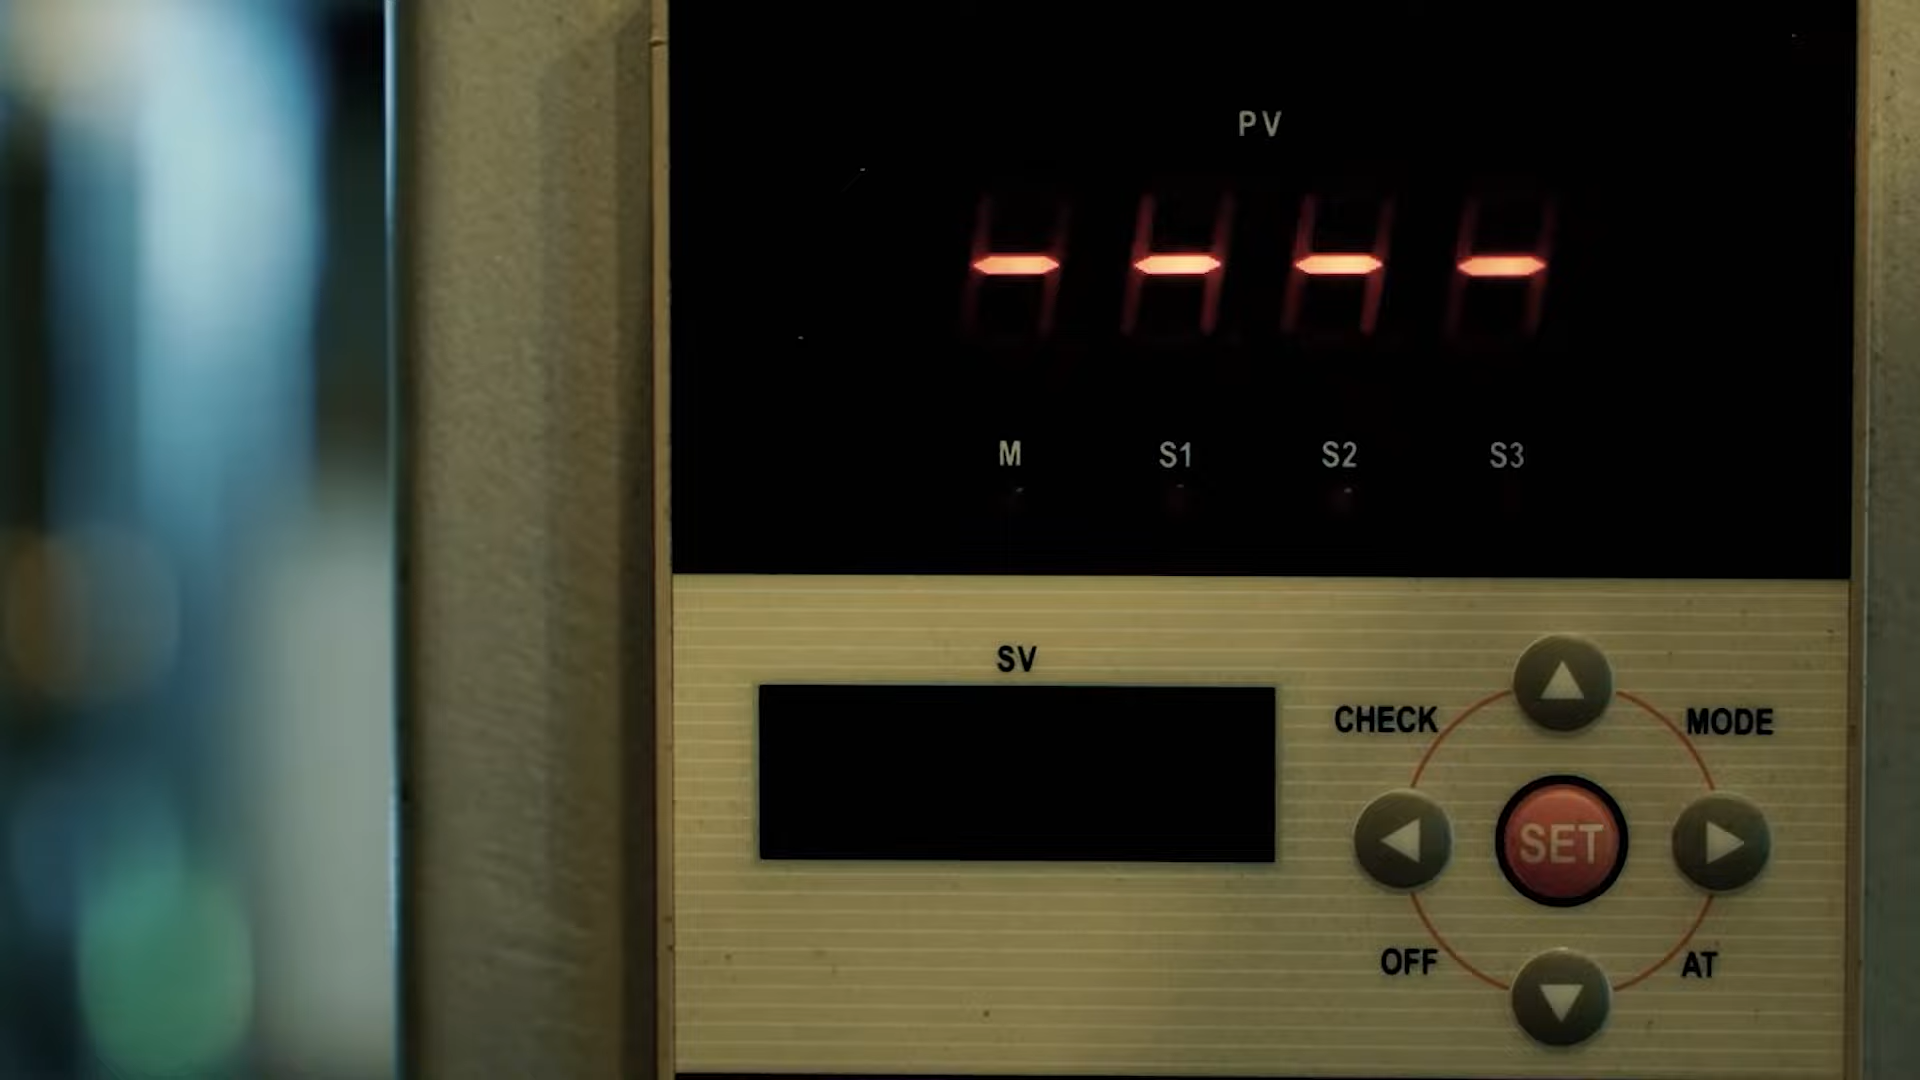 PV
----
M S1 S2 S3
SV
CHECK MODE
SET
OFF AT